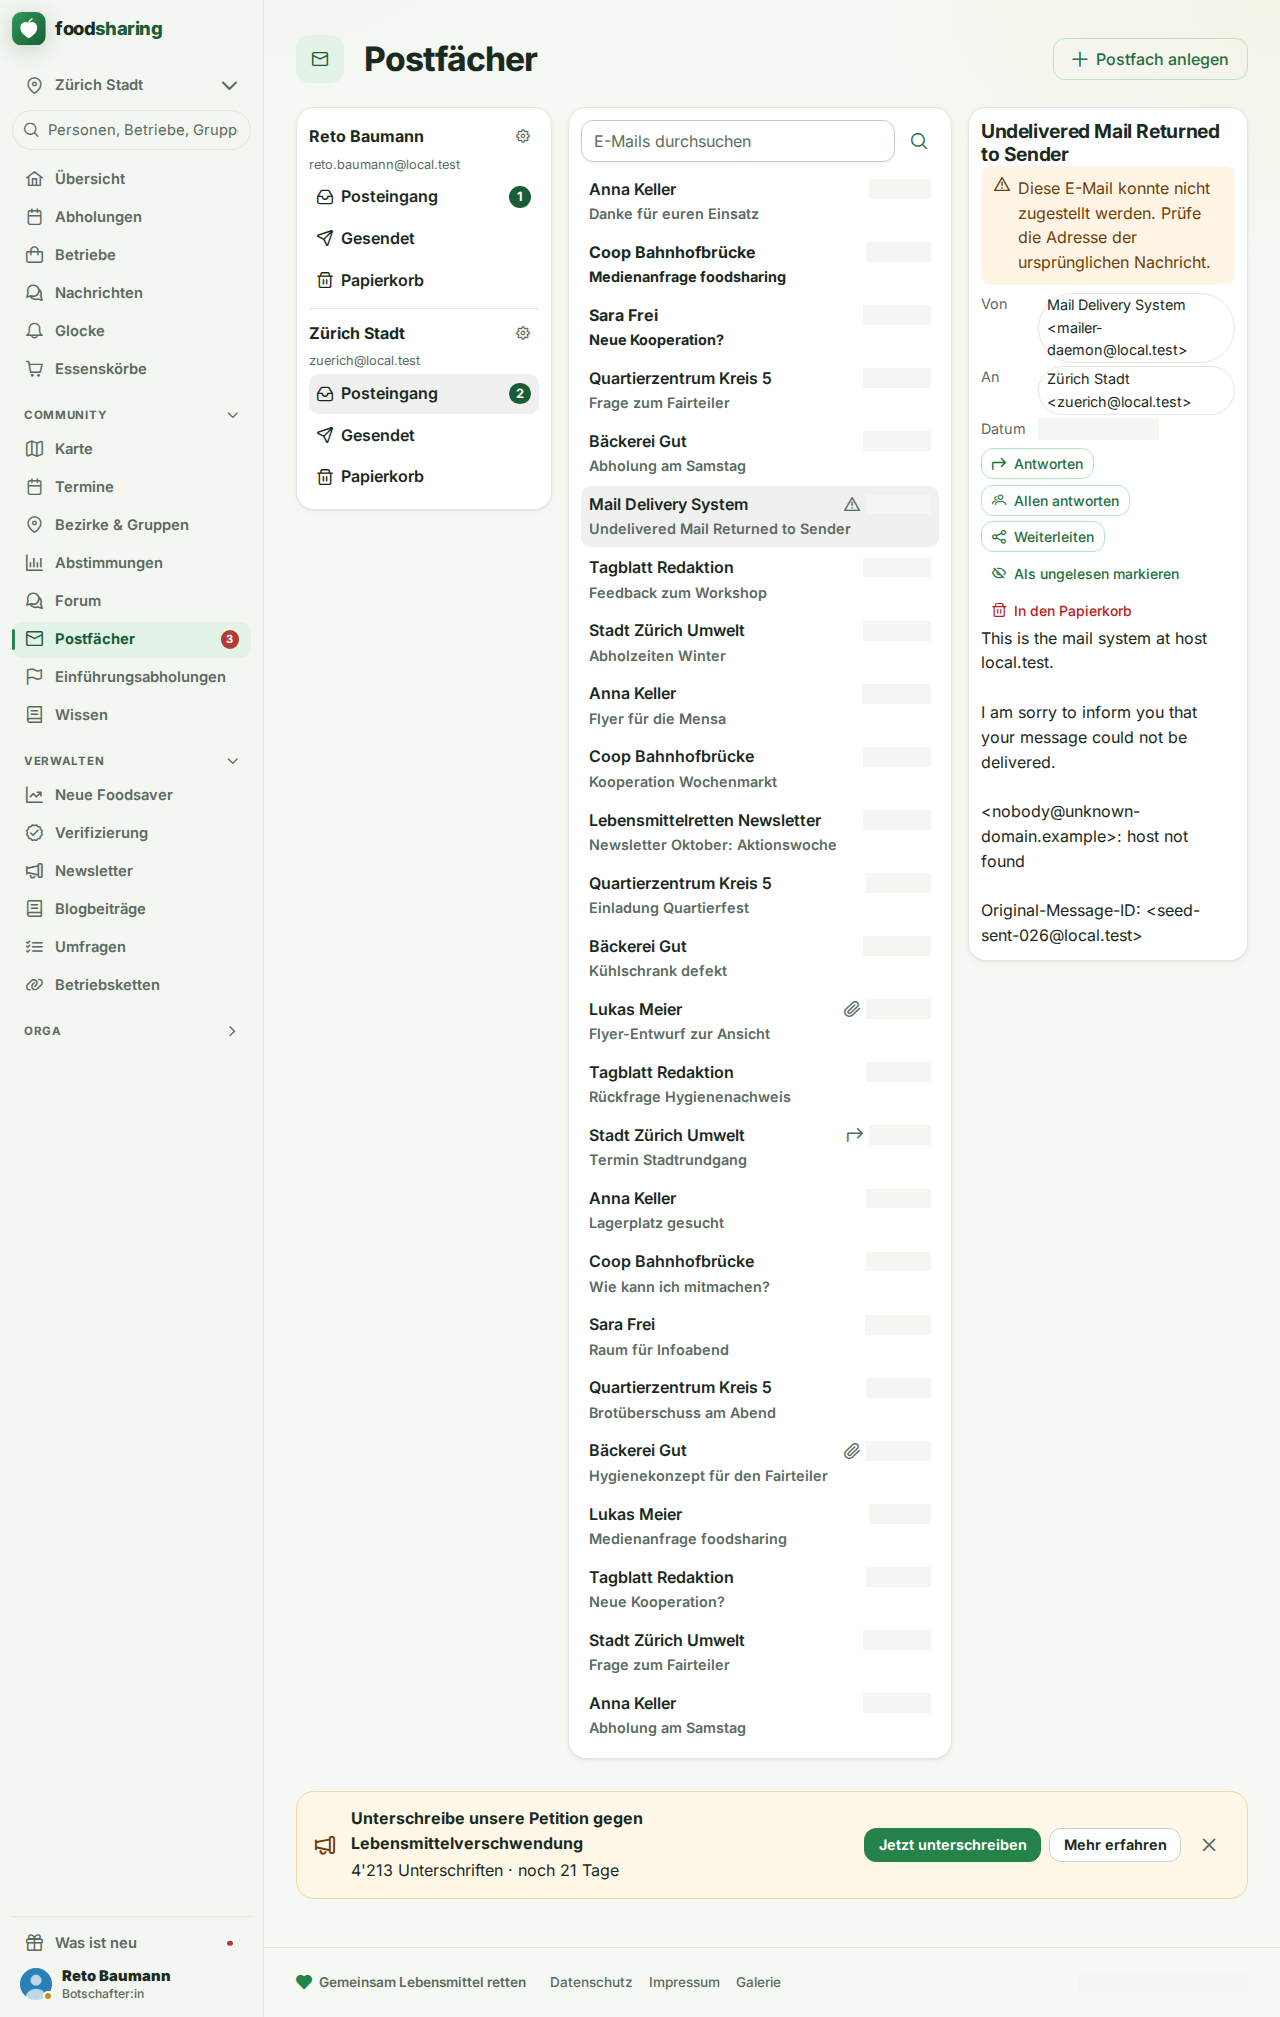 foodsharing
Zürich Stadt
Personen, Betriebe, Grupp
Übersicht
Abholungen
Betriebe
Nachrichten
Glocke
Essenskörbe
COMMUNITY
Karte
Termine
Bezirke & Gruppen
Abstimmungen
Forum
Postfächer 3
Einführungsabholungen
Wissen
VERWALTEN
Neue Foodsaver
Verifizierung
Newsletter
Blogbeiträge
Umfragen
Betriebsketten
ORGA
Was ist neu
Reto Baumann
Botschafter:in
Postfächer
Postfach anlegen
Reto Baumann
reto.baumann@local.test
Posteingang 1
Gesendet
Papierkorb
Zürich Stadt
zuerich@local.test
Posteingang 2
Gesendet
Papierkorb
E-Mails durchsuchen
Anna Keller
Danke für euren Einsatz
Coop Bahnhofbrücke
Medienanfrage foodsharing
Sara Frei
Neue Kooperation?
Quartierzentrum Kreis 5
Frage zum Fairteiler
Bäckerei Gut
Abholung am Samstag
Mail Delivery System
Undelivered Mail Returned to Sender
Tagblatt Redaktion
Feedback zum Workshop
Stadt Zürich Umwelt
Abholzeiten Winter
Anna Keller
Flyer für die Mensa
Coop Bahnhofbrücke
Kooperation Wochenmarkt
Lebensmittelretten Newsletter
Newsletter Oktober: Aktionswoche
Quartierzentrum Kreis 5
Einladung Quartierfest
Bäckerei Gut
Kühlschrank defekt
Lukas Meier
Flyer-Entwurf zur Ansicht
Tagblatt Redaktion
Rückfrage Hygienenachweis
Stadt Zürich Umwelt
Termin Stadtrundgang
Anna Keller
Lagerplatz gesucht
Coop Bahnhofbrücke
Wie kann ich mitmachen?
Sara Frei
Raum für Infoabend
Quartierzentrum Kreis 5
Brotüberschuss am Abend
Bäckerei Gut
Hygienekonzept für den Fairteiler
Lukas Meier
Medienanfrage foodsharing
Tagblatt Redaktion
Neue Kooperation?
Stadt Zürich Umwelt
Frage zum Fairteiler
Anna Keller
Abholung am Samstag
Undelivered Mail Returned
to Sender
Diese E-Mail konnte nicht
zugestellt werden. Prüfe
die Adresse der
ursprünglichen Nachricht.
Von
Mail Delivery System
<mailer-
daemon@local.test>
An
Zürich Stadt
<zuerich@local.test>
Datum
Antworten
Allen antworten
Weiterleiten
Als ungelesen markieren
In den Papierkorb
This is the mail system at host
local.test.
I am sorry to inform you that
your message could not be
delivered.
<nobody@unknown-
domain.example>: host not
found
Original-Message-ID: <seed-
sent-026@local.test>
Unterschreibe unsere Petition gegen
Lebensmittelverschwendung
4'213 Unterschriften · noch 21 Tage
Jetzt unterschreiben
Mehr erfahren
Gemeinsam Lebensmittel retten
Datenschutz
Impressum
Galerie